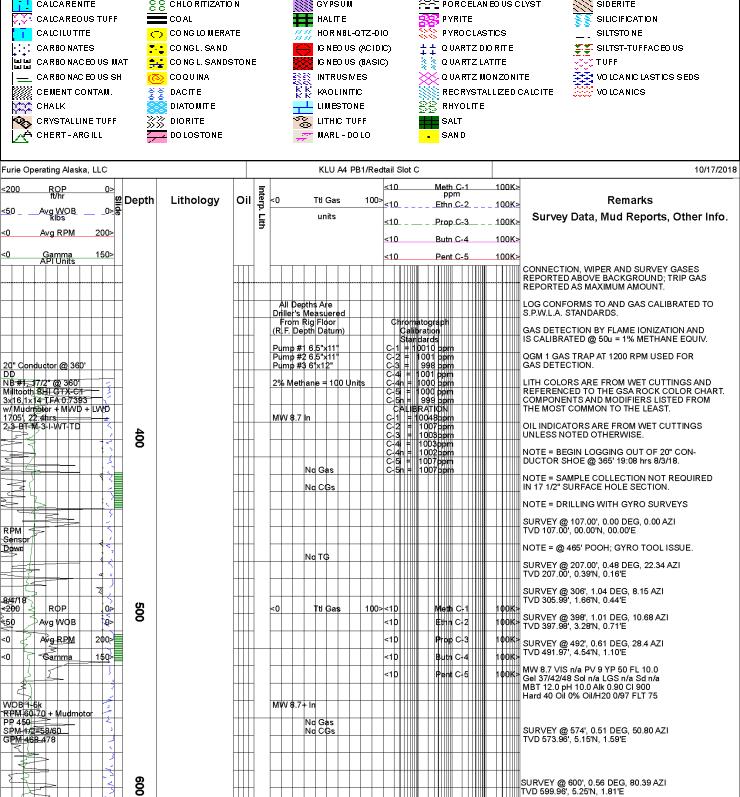 CALCARENITE
CALCAREOUS TUFF
CALCILUTITE
CARBONATES
CARBONACEOUS MAT
CARBONACEOUS SH
CEMENT CONTAM.
CHALK
CRYSTALLINE TUFF
CHERT-ARGILL
CHLORITIZATION
COAL
CONGLOMERATE
CONGL. SAND
CONGL. SANDSTONE
COQUINA
DACITE
DIATOMITE
DIORITE
DOLOSTONE
GYPSUM
HALITE
HORNBL-QTZ-DIO
IGNEOUS (ACIDIC)
IGNEOUS (BASIC)
INTRUSIVES
KAOLINITIC
LIMESTONE
LITHIC TUFF
MARL - DOLO
PORCELANEOUS CLYST
PYRITE
PYROCLASTICS
QUARTZ DIORITE
QUARTZ LATITE
QUARTZ MONZONITE
RECRYSTALLIZED CALCITE
RHYOLITE
SALT
SAND
SIDERITE
SILICIFICATION
SILTSTONE
SILTST-TUFFACEOUS
TUFF
VOLCANICLASTICS SEDS
VOLCANICS
Furie Operating Alaska, LLC
KLU A4 PB1/Redtail Slot C
10/17/2018
<200 ROP 0>
ft/hr
<50 Avg WOB 0>
klbs
<0 Avg RPM 200>
<0 Gamma 150>
API Units
Slide
Depth
Lithology
Oil
Interp. Lith
<0 Ttl Gas 100>
units
<10 Meth C-1 100K>
ppm
<10 Ethn C-2 100K>
<10 Prop C-3 100K>
<10 Butn C-4 100K>
<10 Pent C-5 100K>
Remarks
Survey Data, Mud Reports, Other Info.
20" Conductor @ 360'
DD
NB #1, 17/2" @ 360'
Milltooth BHI GTX-C1
3x16,1x14 TFA 0.7393
w/ Mudmotor + MWD + LWD
1705', 22.4hrs
2-3-BT-M-3-I-WT-TD
RPM
Sensor
Down
8/4/18
<200 ROP 0>
<50 Avg WOB 0>
<0 Avg RPM 200>
<0 Gamma 150>
WOB 1-5k
RPM 60-70 + Mudmotor
PP 450
SPM 1/2=58/60
GPM 468-478
400
500
600
All Depths Are
Driller's Measuered
From Rig Floor
(R.F. Depth Datum)
Pump #1 6.5"x11"
Pump #2 6.5"x11"
Pump #3 6"x12"
2% Methane = 100 Units
MW 8.7 In
No Gas
No CGs
No TG
<0 Ttl Gas 100>
MW 8.7+ In
No Gas
No CGs
Chromatograph
Calibration
Standards
C-1 = 10010 ppm
C-2 = 1001 ppm
C-3 = 998 ppm
C-4i = 1001 ppm
C-4n = 1000 ppm
C-5i = 1000 ppm
C-5n = 999 ppm
CALIBRATION
C-1 = 10048 ppm
C-2 = 1007 ppm
C-3 = 1003 ppm
C-4i = 1003 ppm
C-4n = 1002 ppm
C-5i = 1007 ppm
C-5n = 1007 ppm
<10 Meth C-1 100K>
<10 Ethn C-2 100K>
<10 Prop C-3 100K>
<10 Butn C-4 100K>
<10 Pent C-5 100K>
CONNECTION, WIPER AND SURVEY GASES
REPORTED ABOVE BACKGROUND; TRIP GAS
REPORTED AS MAXIMUM AMOUNT.
LOG CONFORMS TO AND GAS CALIBRATED TO
S.P.W.L.A. STANDARDS.
GAS DETECTION BY FLAME IONIZATION AND
IS CALIBRATED @ 50u = 1% METHANE EQUIV.
QGM 1 GAS TRAP AT 1200 RPM USED FOR
GAS DETECTION.
LITH COLORS ARE FROM WET CUTTINGS AND
REFERENCED TO THE GSA ROCK COLOR CHART.
COMPONENTS AND MODIFIERS LISTED FROM
THE MOST COMMON TO THE LEAST.
OIL INDICATORS ARE FROM WET CUTTINGS
UNLESS NOTED OTHERWISE.
NOTE = BEGIN LOGGING OUT OF 20" CON-
DUCTOR SHOE @ 365' 19:08 hrs 8/3/18.
NOTE = SAMPLE COLLECTION NOT REQUIRED
IN 17 1/2" SURFACE HOLE SECTION.
NOTE = DRILLING WITH GYRO SURVEYS
SURVEY @ 107.00', 0.00 DEG, 0.00 AZI
TVD 107.00', 00.00'N, 00.00'E
NOTE = @ 465' POOH; GYRO TOOL ISSUE.
SURVEY @ 207.00', 0.48 DEG, 22.34 AZI
TVD 207.00', 0.39'N, 0.16'E
SURVEY @ 306', 1.04 DEG, 8.15 AZI
TVD 305.99', 1.66'N, 0.44'E
SURVEY @ 398', 1.01 DEG, 10.68 AZI
TVD 397.98', 3.28'N, 0.71'E
SURVEY @ 492', 0.61 DEG, 28.4 AZI
TVD 491.97', 4.54'N, 1.10'E
MW 8.7 VIS n/a PV 9 YP 50 FL 10.0
Gel 37/42/48 Sol n/a LGS n/a Sd n/a
MBT 12.0 pH 10.0 Alk 0.90 Cl 900
Hard 40 Oil 0% Oil/H20 0/97 FLT 75
SURVEY @ 574', 0.51 DEG, 50.80 AZI
TVD 573.96', 5.15'N, 1.59'E
SURVEY @ 600', 0.56 DEG, 80.39 AZI
TVD 599.96', 5.25'N, 1.81'E